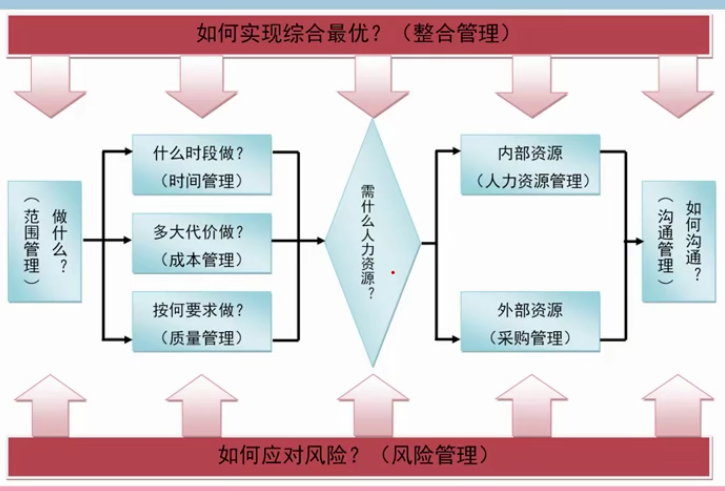 如何实现综合最优？（整合管理）
做什么？
（范围管理）
什么时段做？
（时间管理）
多大代价做？
（成本管理）
按何要求做？
（质量管理）
需什么人力资源？
内部资源
（人力资源管理）
外部资源
（采购管理）
如何沟通？
（沟通管理）
如何应对风险？（风险管理）